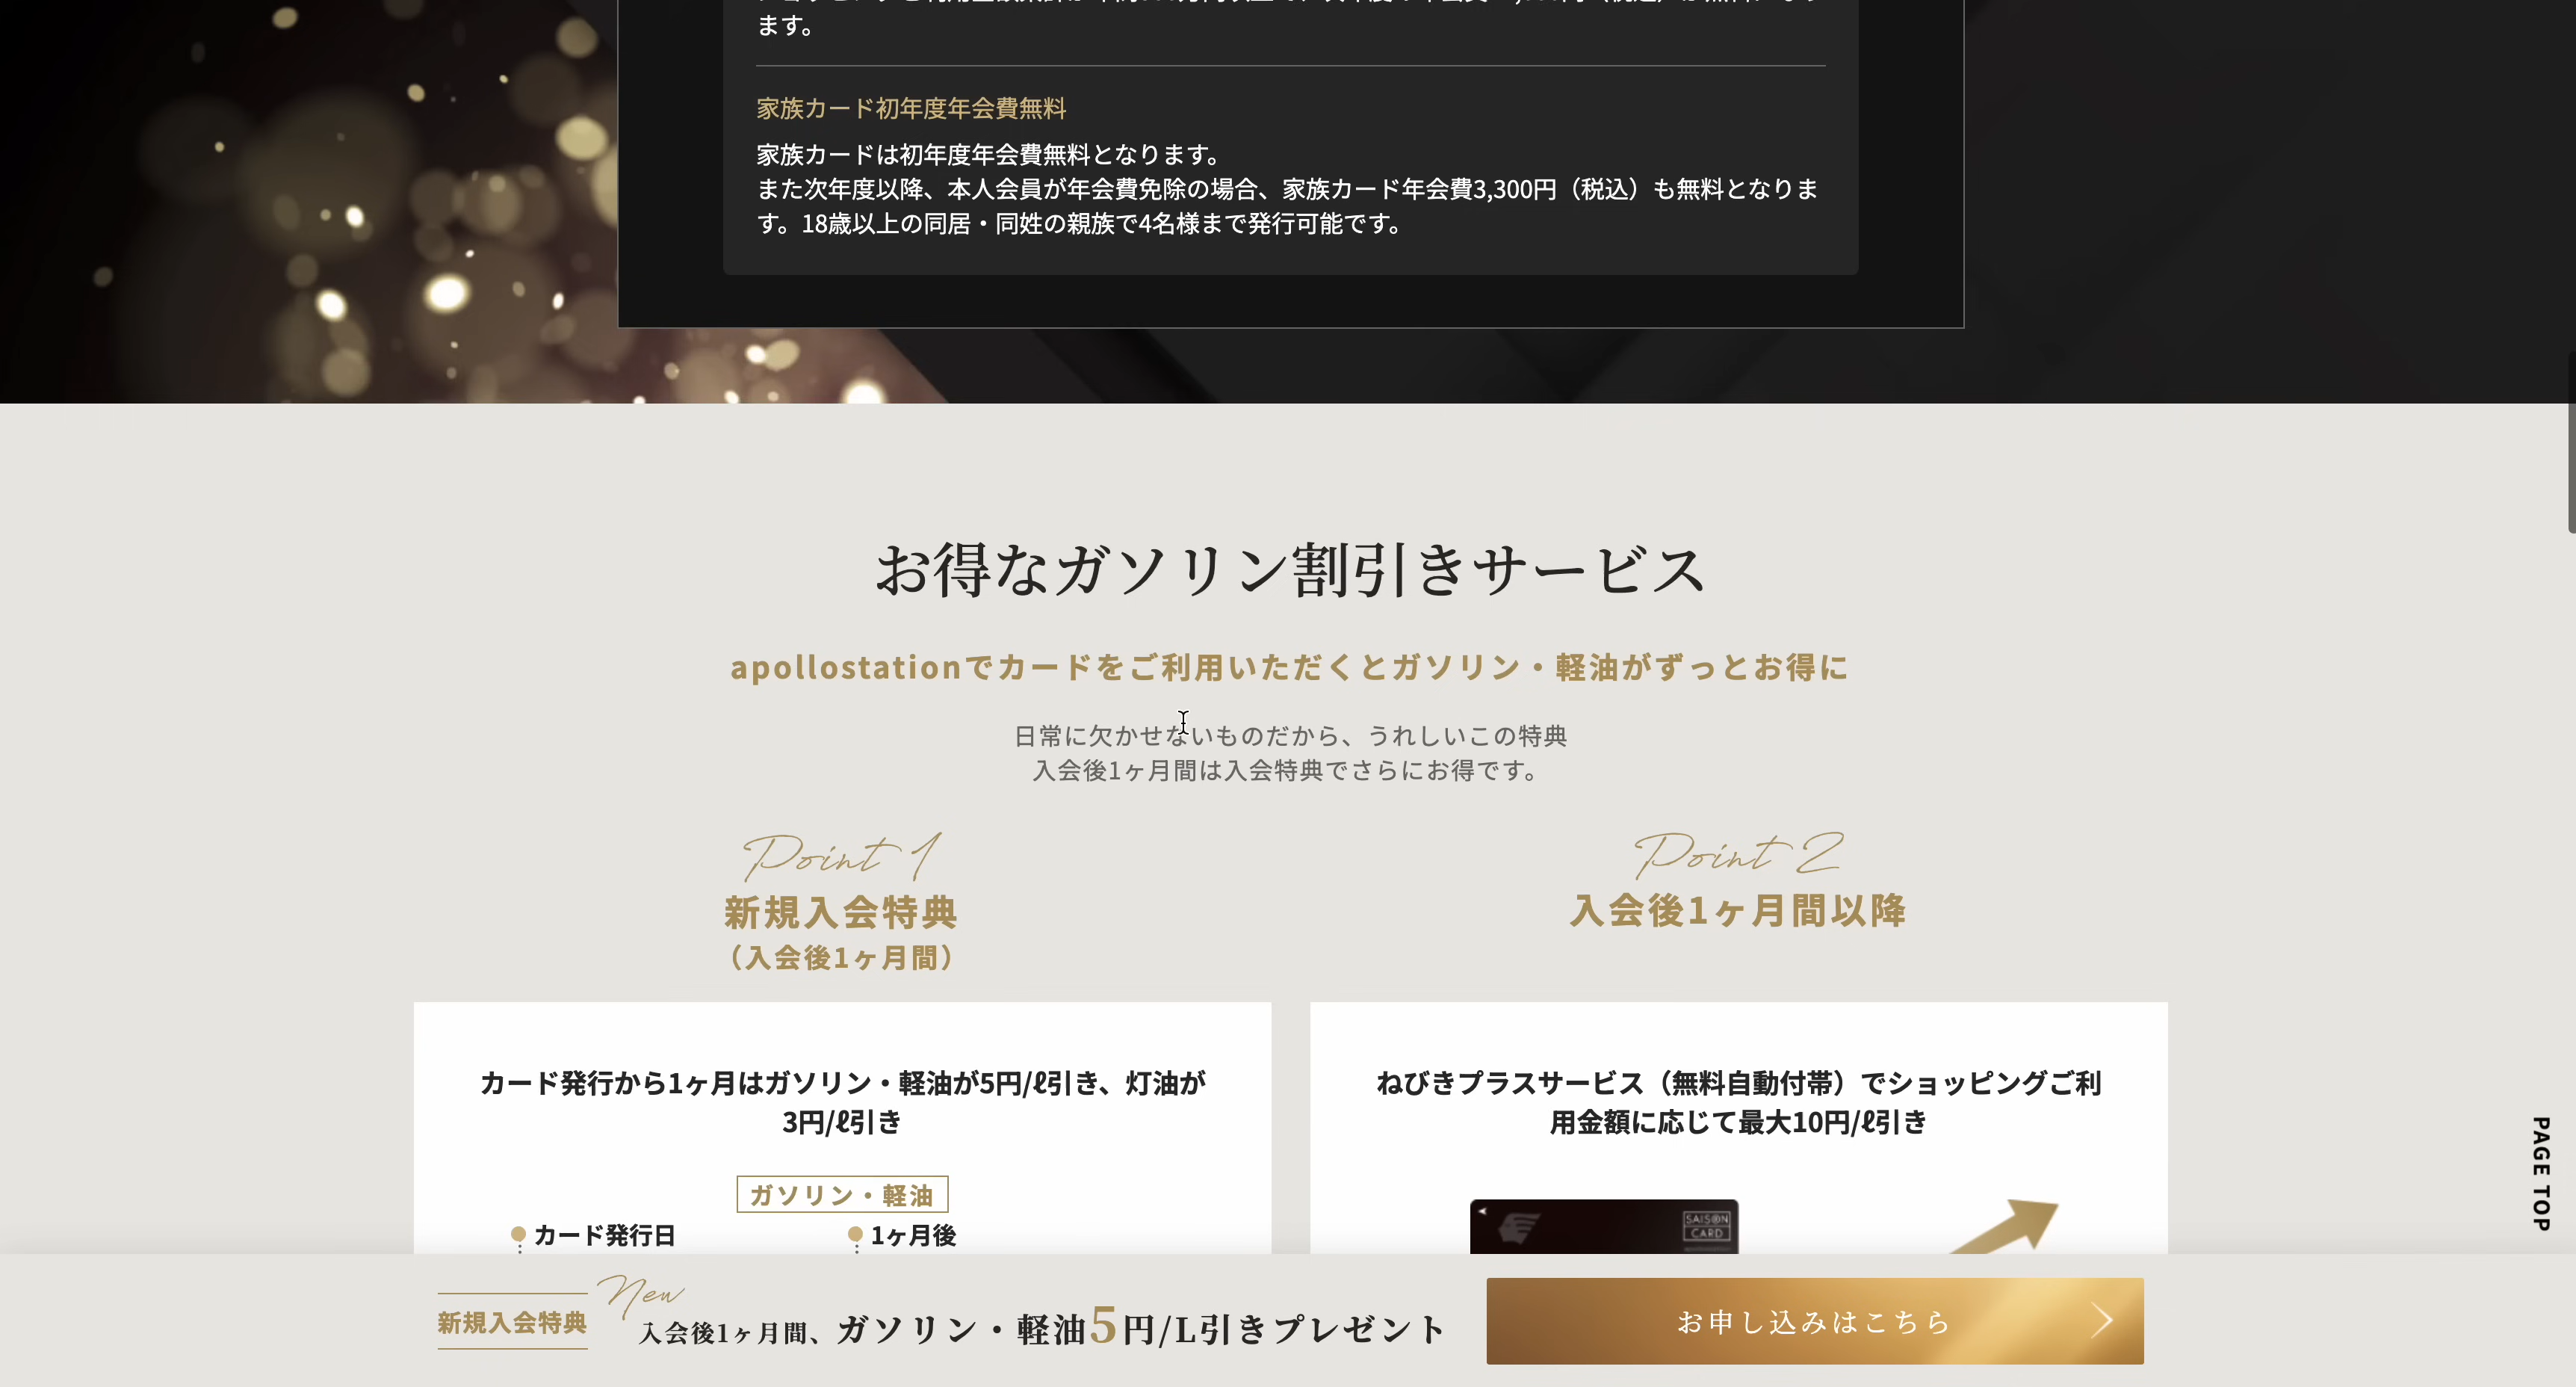 ます。
家族カード初年度年会費無料
家族カードは初年度年会費無料となります。
また次年度以降、本人会員が年会費免除の場合、家族カード年会費3,300円（税込）も無料となりま
す。18歳以上の同居・同姓の親族で4名様まで発行可能です。
お得なガソリン割引きサービス
apollostationでカードをご利用いただくとガソリン・軽油がずっとお得に
日常に欠かせないものだから、うれしいこの特典
入会後1ヶ月間は入会特典でさらにお得です。
Point 1
新規入会特典
（入会後1ヶ月間）
カード発行から1ヶ月はガソリン・軽油が5円/ℓ引き、灯油が
3円/ℓ引き
ガソリン・軽油
カード発行日
1ヶ月後
Point 2
入会後1ヶ月間以降
ねびきプラスサービス（無料自動付帯）でショッピングご利
用金額に応じて最大10円/ℓ引き
SAISON
CARD
PAGE TOP
新規入会特典
New
入会後1ヶ月間、ガソリン・軽油5円/L引きプレゼント
お申し込みはこちら